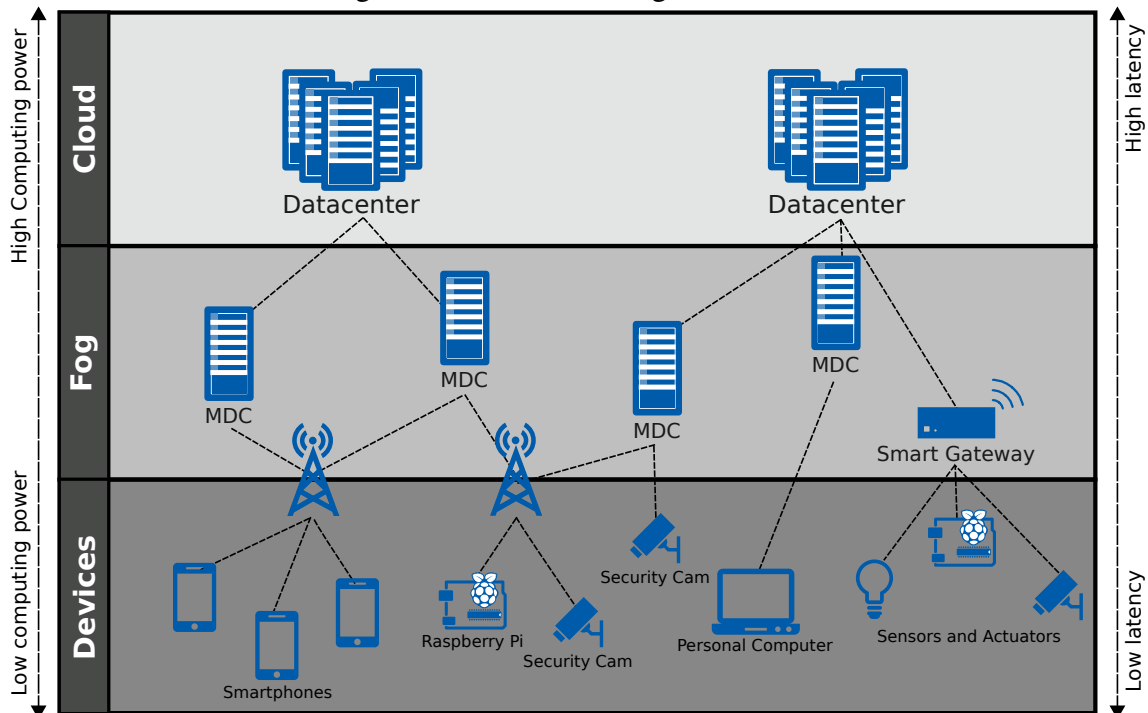 High Computing power
Low computing power
Cloud
Fog
Devices
High latency
Low latency
Datacenter
Datacenter
MDC
MDC
MDC
MDC
Smart Gateway
Security Cam
Raspberry Pi
Security Cam
Personal Computer
Sensors and Actuators
Smartphones